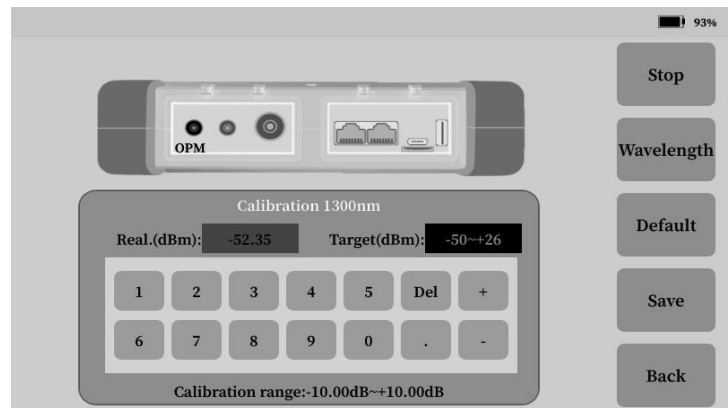 93%
Stop
OPM
Wavelength
Calibration 1300nm
Real.(dBm): -52.35 Target(dBm): -50~+26
Default
1 2 3 4 5 Del +
Save
6 7 8 9 0 . -
Back
Calibration range:-10.00dB~+10.00dB